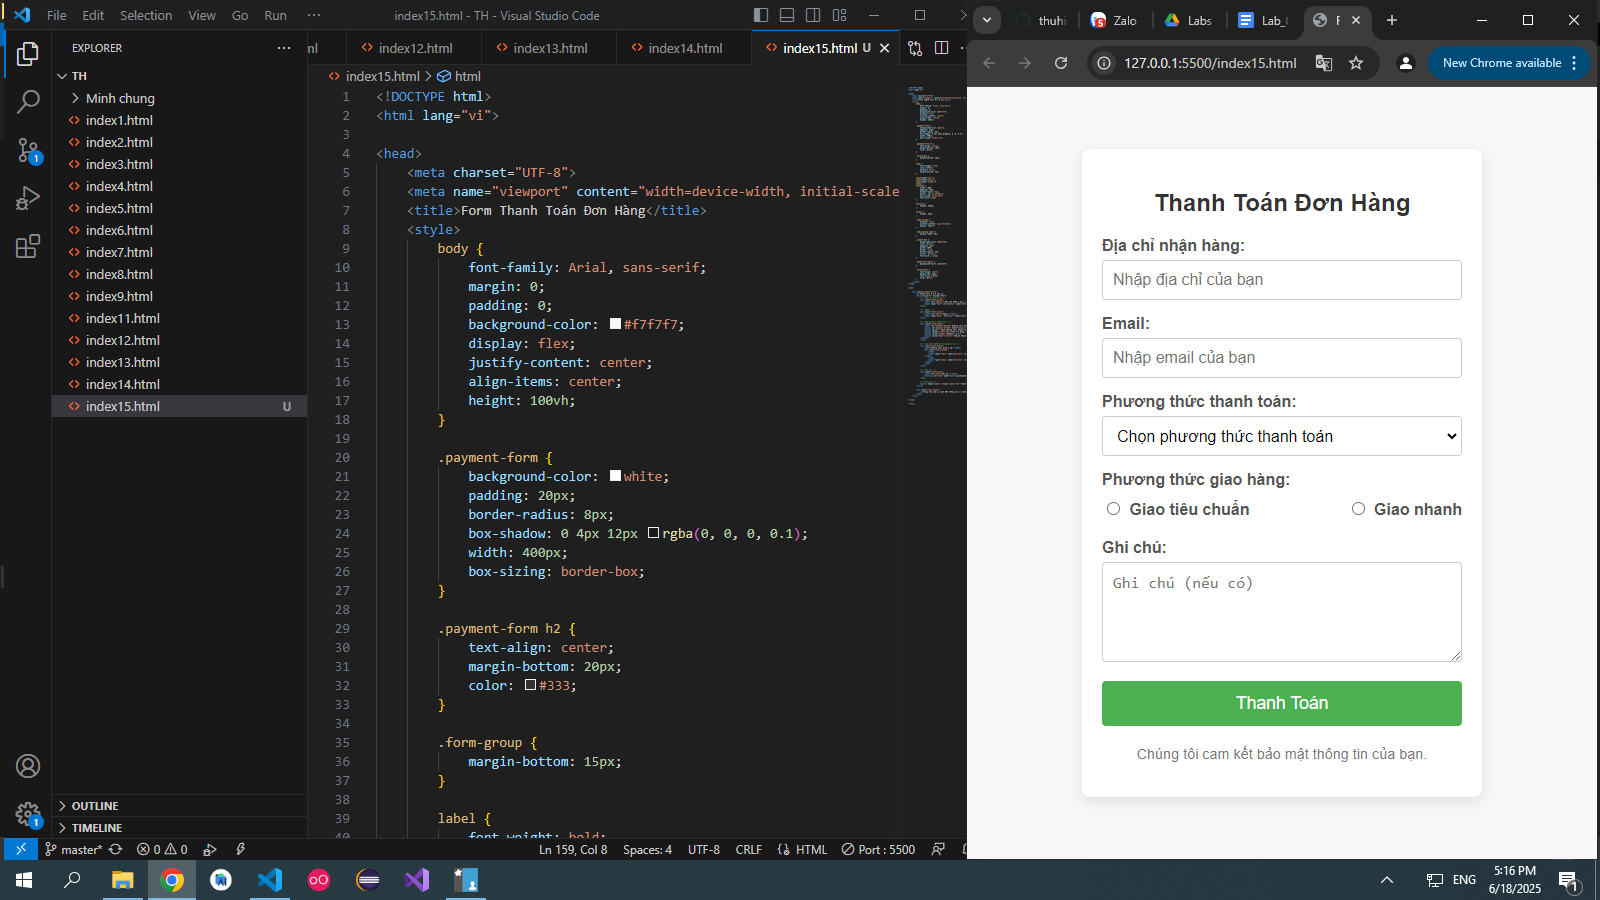 File Edit Selection View Go Run ··· index15.html - TH - Visual Studio Code
EXPLORER ···
TH
Minh chung
index1.html
index2.html
index3.html
index4.html
index5.html
index6.html
index7.html
index8.html
index9.html
index11.html
index12.html
index13.html
index14.html
index15.html U
OUTLINE
TIMELINE
ml index12.html index13.html index14.html index15.html U
index15.html > html
1 <!DOCTYPE html>
2 <html lang="vi">
3
4 <head>
5 <meta charset="UTF-8">
6 <meta name="viewport" content="width=device-width, initial-scale
7 <title>Form Thanh Toán Đơn Hàng</title>
8 <style>
9 body {
10 font-family: Arial, sans-serif;
11 margin: 0;
12 padding: 0;
13 background-color: #f7f7f7;
14 display: flex;
15 justify-content: center;
16 align-items: center;
17 height: 100vh;
18 }
19
20 .payment-form {
21 background-color: white;
22 padding: 20px;
23 border-radius: 8px;
24 box-shadow: 0 4px 12px rgba(0, 0, 0, 0.1);
25 width: 400px;
26 box-sizing: border-box;
27 }
28
29 .payment-form h2 {
30 text-align: center;
31 margin-bottom: 20px;
32 color: #333;
33 }
34
35 .form-group {
36 margin-bottom: 15px;
37 }
38
39 label {
40 font-weight: bold;
master* 0 0 Ln 159, Col 8 Spaces: 4 UTF-8 CRLF HTML Port : 5500
thuhi Zalo Labs Lab_ F
127.0.0.1:5500/index15.html New Chrome available
Thanh Toán Đơn Hàng
Địa chỉ nhận hàng:
Nhập địa chỉ của bạn
Email:
Nhập email của bạn
Phương thức thanh toán:
Chọn phương thức thanh toán
Phương thức giao hàng:
Giao tiêu chuẩn Giao nhanh
Ghi chú:
Ghi chú (nếu có)
Thanh Toán
Chúng tôi cam kết bảo mật thông tin của bạn.
ENG
5:16 PM
6/18/2025
1